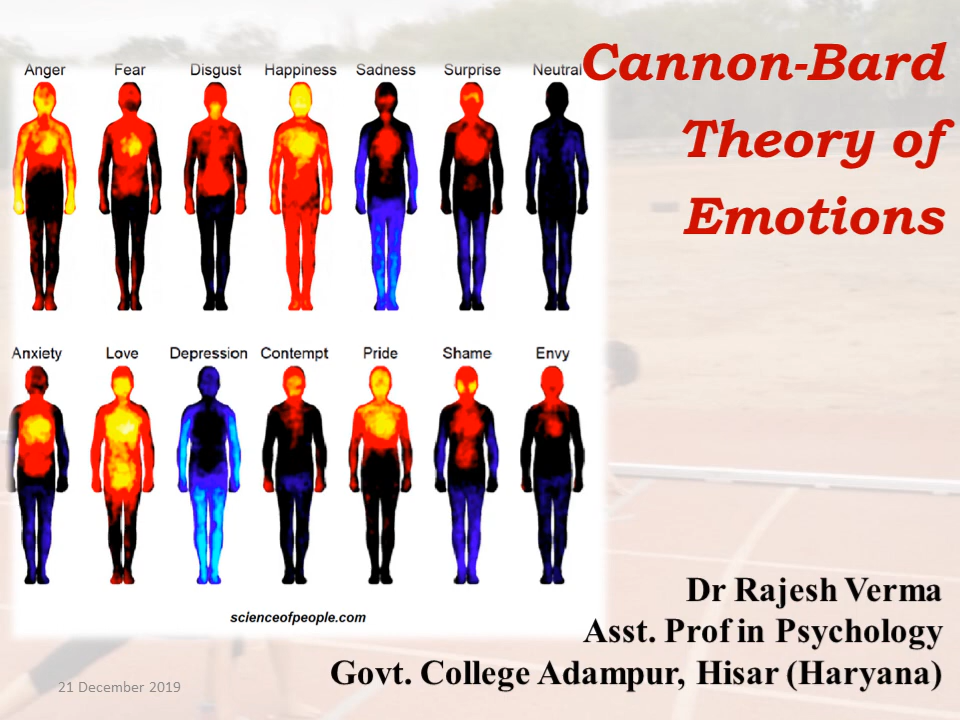 Cannon-Bard
Theory of
Emotions
Anger Fear Disgust Happiness Sadness Surprise Neutral
Anxiety Love Depression Contempt Pride Shame Envy
scienceofpeople.com
Dr Rajesh Verma
Asst. Prof in Psychology
Govt. College Adampur, Hisar (Haryana)
21 December 2019